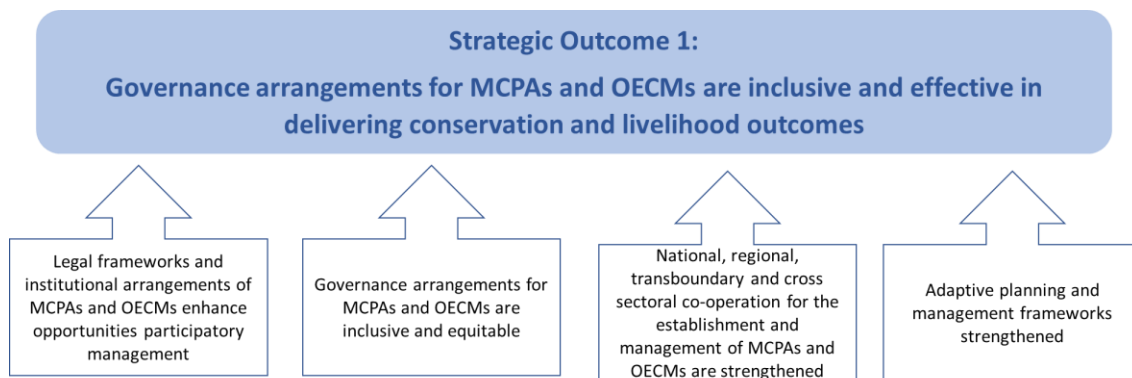 Strategic Outcome 1:
Governance arrangements for MCPAs and OECMs are inclusive and effective in
delivering conservation and livelihood outcomes
Legal frameworks and
institutional arrangements of
MCPAs and OECMs enhance
opportunities participatory
management
Governance arrangements for
MCPAs and OECMs are
inclusive and equitable
National, regional,
transboundary and cross
sectoral co-operation for the
establishment and
management of MCPAs and
OECMs are strengthened
Adaptive planning and
management frameworks
strengthened